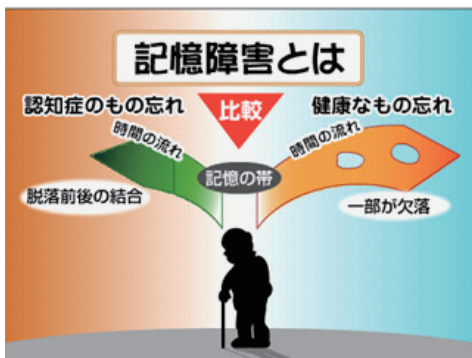 記憶障害とは
認知症のもの忘れ
比較
健康なもの忘れ
時間の流れ
時間の流れ
記憶の帯
脱落前後の結合
一部が欠落